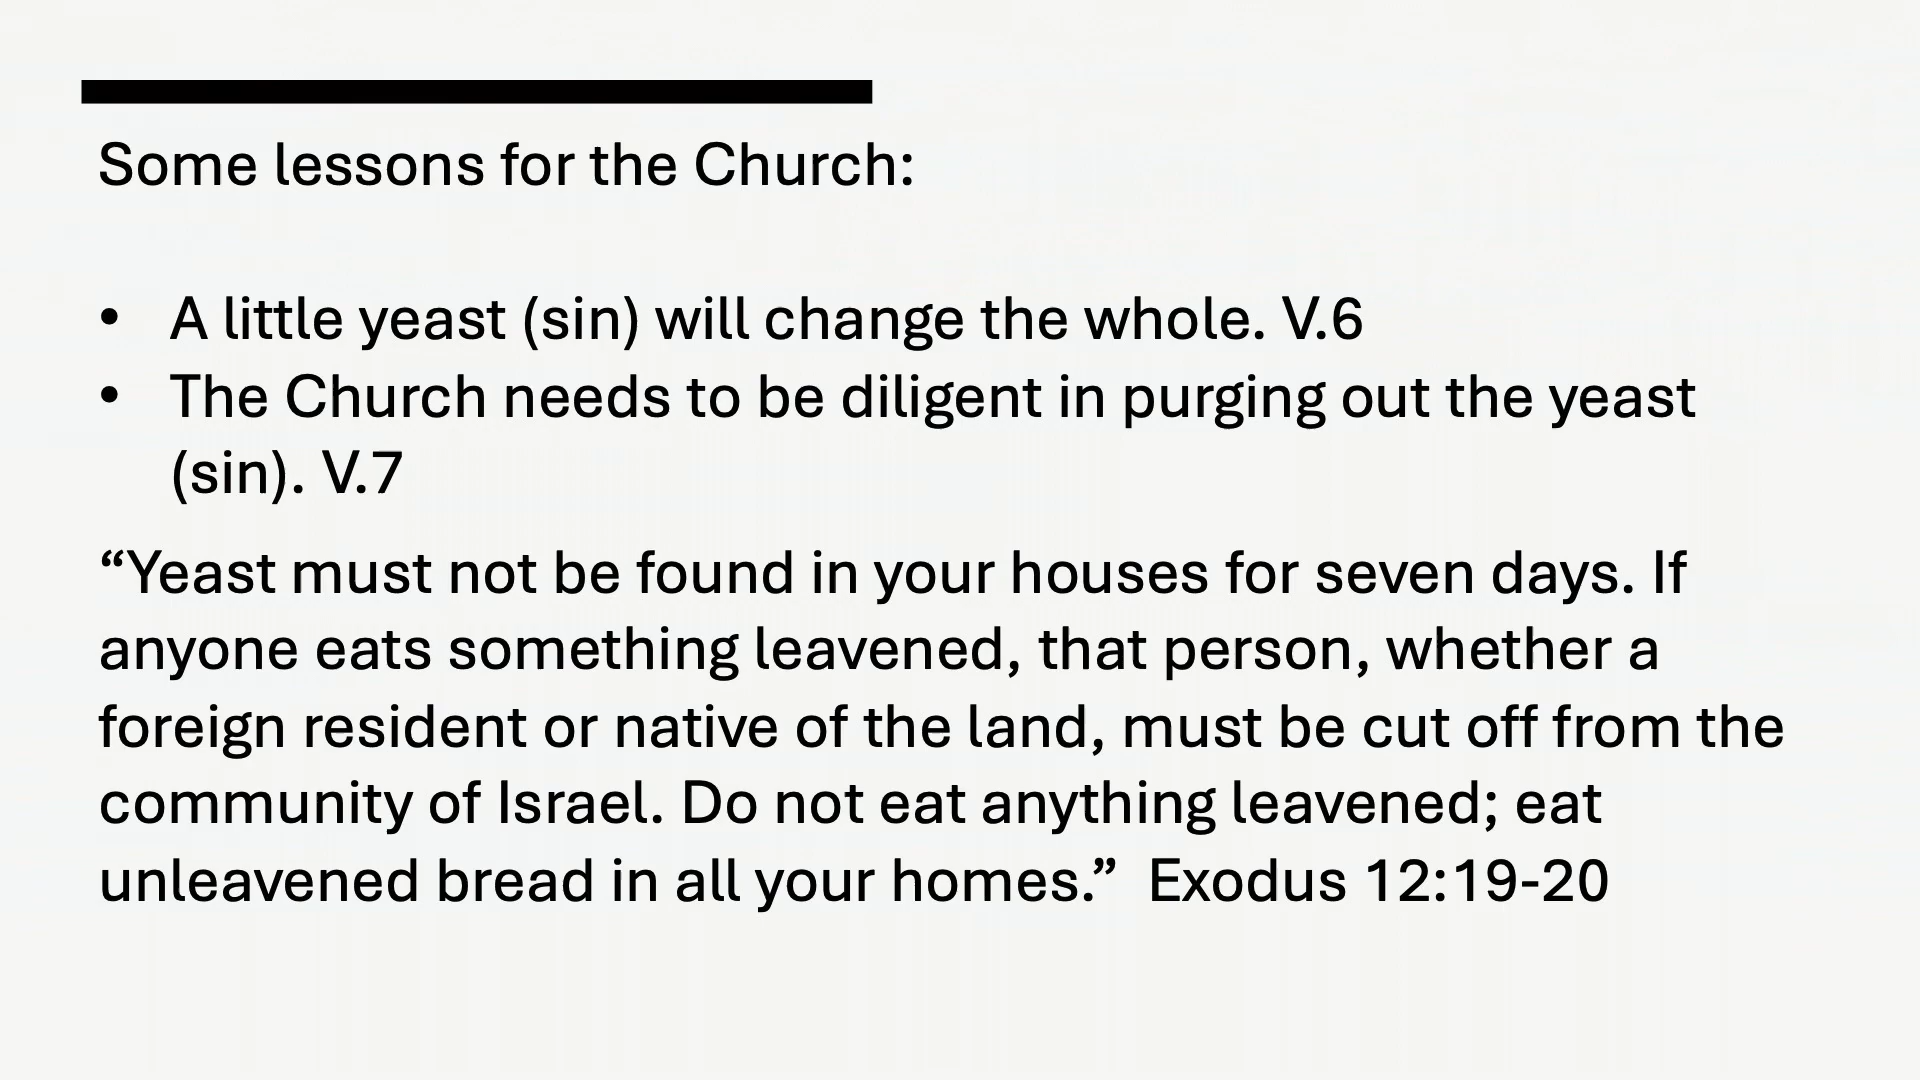 Some lessons for the Church:
• A little yeast (sin) will change the whole. V.6
• The Church needs to be diligent in purging out the yeast
(sin). V.7
“Yeast must not be found in your houses for seven days. If
anyone eats something leavened, that person, whether a
foreign resident or native of the land, must be cut off from the
community of Israel. Do not eat anything leavened; eat
unleavened bread in all your homes.”  Exodus 12:19-20